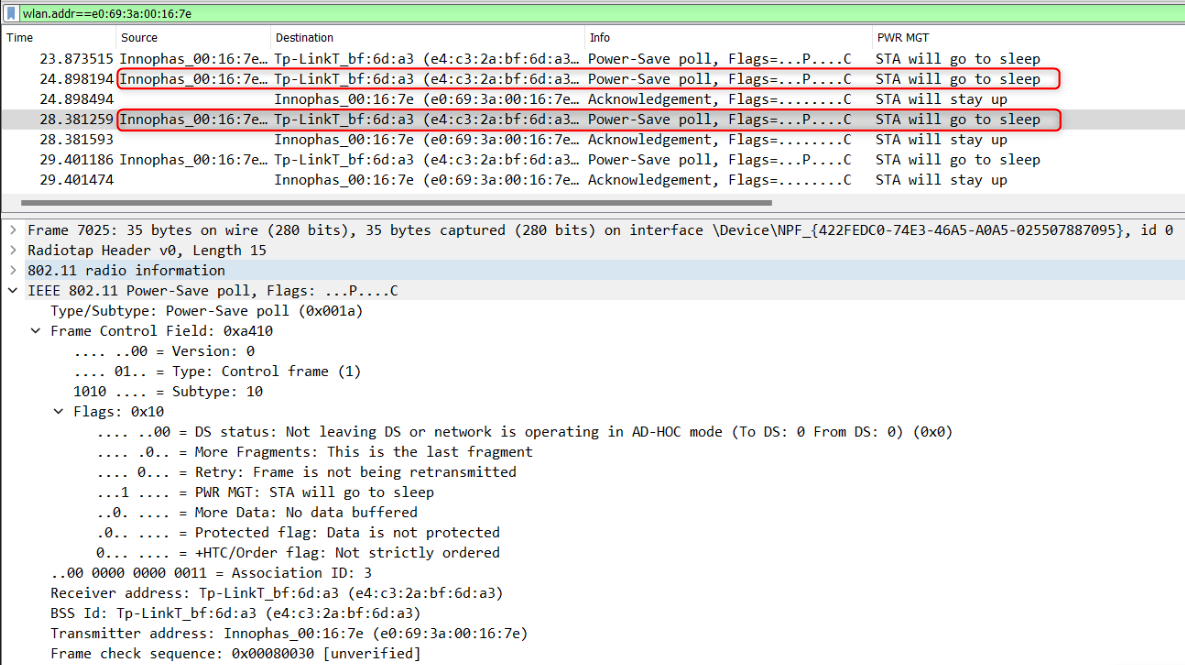 wlan.addr==e0:69:3a:00:16:7e
Time Source Destination Info PWR MGT
23.873515 Innophas_00:16:7e… Tp-LinkT_bf:6d:a3 (e4:c3:2a:bf:6d:a3… Power-Save poll, Flags=...P....C STA will go to sleep
24.898194 Innophas_00:16:7e… Tp-LinkT_bf:6d:a3 (e4:c3:2a:bf:6d:a3… Power-Save poll, Flags=...P....C STA will go to sleep
24.898494 Innophas_00:16:7e (e0:69:3a:00:16:7e… Acknowledgement, Flags=........C STA will stay up
28.381259 Innophas_00:16:7e… Tp-LinkT_bf:6d:a3 (e4:c3:2a:bf:6d:a3… Power-Save poll, Flags=...P....C STA will go to sleep
28.381593 Innophas_00:16:7e (e0:69:3a:00:16:7e… Acknowledgement, Flags=........C STA will stay up
29.401186 Innophas_00:16:7e… Tp-LinkT_bf:6d:a3 (e4:c3:2a:bf:6d:a3… Power-Save poll, Flags=...P....C STA will go to sleep
29.401474 Innophas_00:16:7e (e0:69:3a:00:16:7e… Acknowledgement, Flags=........C STA will stay up
Frame 7025: 35 bytes on wire (280 bits), 35 bytes captured (280 bits) on interface \Device\NPF_{422FEDC0-74E3-46A5-A0A5-025507887095}, id 0
Radiotap Header v0, Length 15
802.11 radio information
IEEE 802.11 Power-Save poll, Flags: ...P....C
Type/Subtype: Power-Save poll (0x001a)
Frame Control Field: 0xa410
.... ..00 = Version: 0
.... 01.. = Type: Control frame (1)
1010 .... = Subtype: 10
Flags: 0x10
.... ..00 = DS status: Not leaving DS or network is operating in AD-HOC mode (To DS: 0 From DS: 0) (0x0)
.... .0.. = More Fragments: This is the last fragment
.... 0... = Retry: Frame is not being retransmitted
...1 .... = PWR MGT: STA will go to sleep
..0. .... = More Data: No data buffered
.0.. .... = Protected flag: Data is not protected
0... .... = +HTC/Order flag: Not strictly ordered
..00 0000 0000 0011 = Association ID: 3
Receiver address: Tp-LinkT_bf:6d:a3 (e4:c3:2a:bf:6d:a3)
BSS Id: Tp-LinkT_bf:6d:a3 (e4:c3:2a:bf:6d:a3)
Transmitter address: Innophas_00:16:7e (e0:69:3a:00:16:7e)
Frame check sequence: 0x00080030 [unverified]